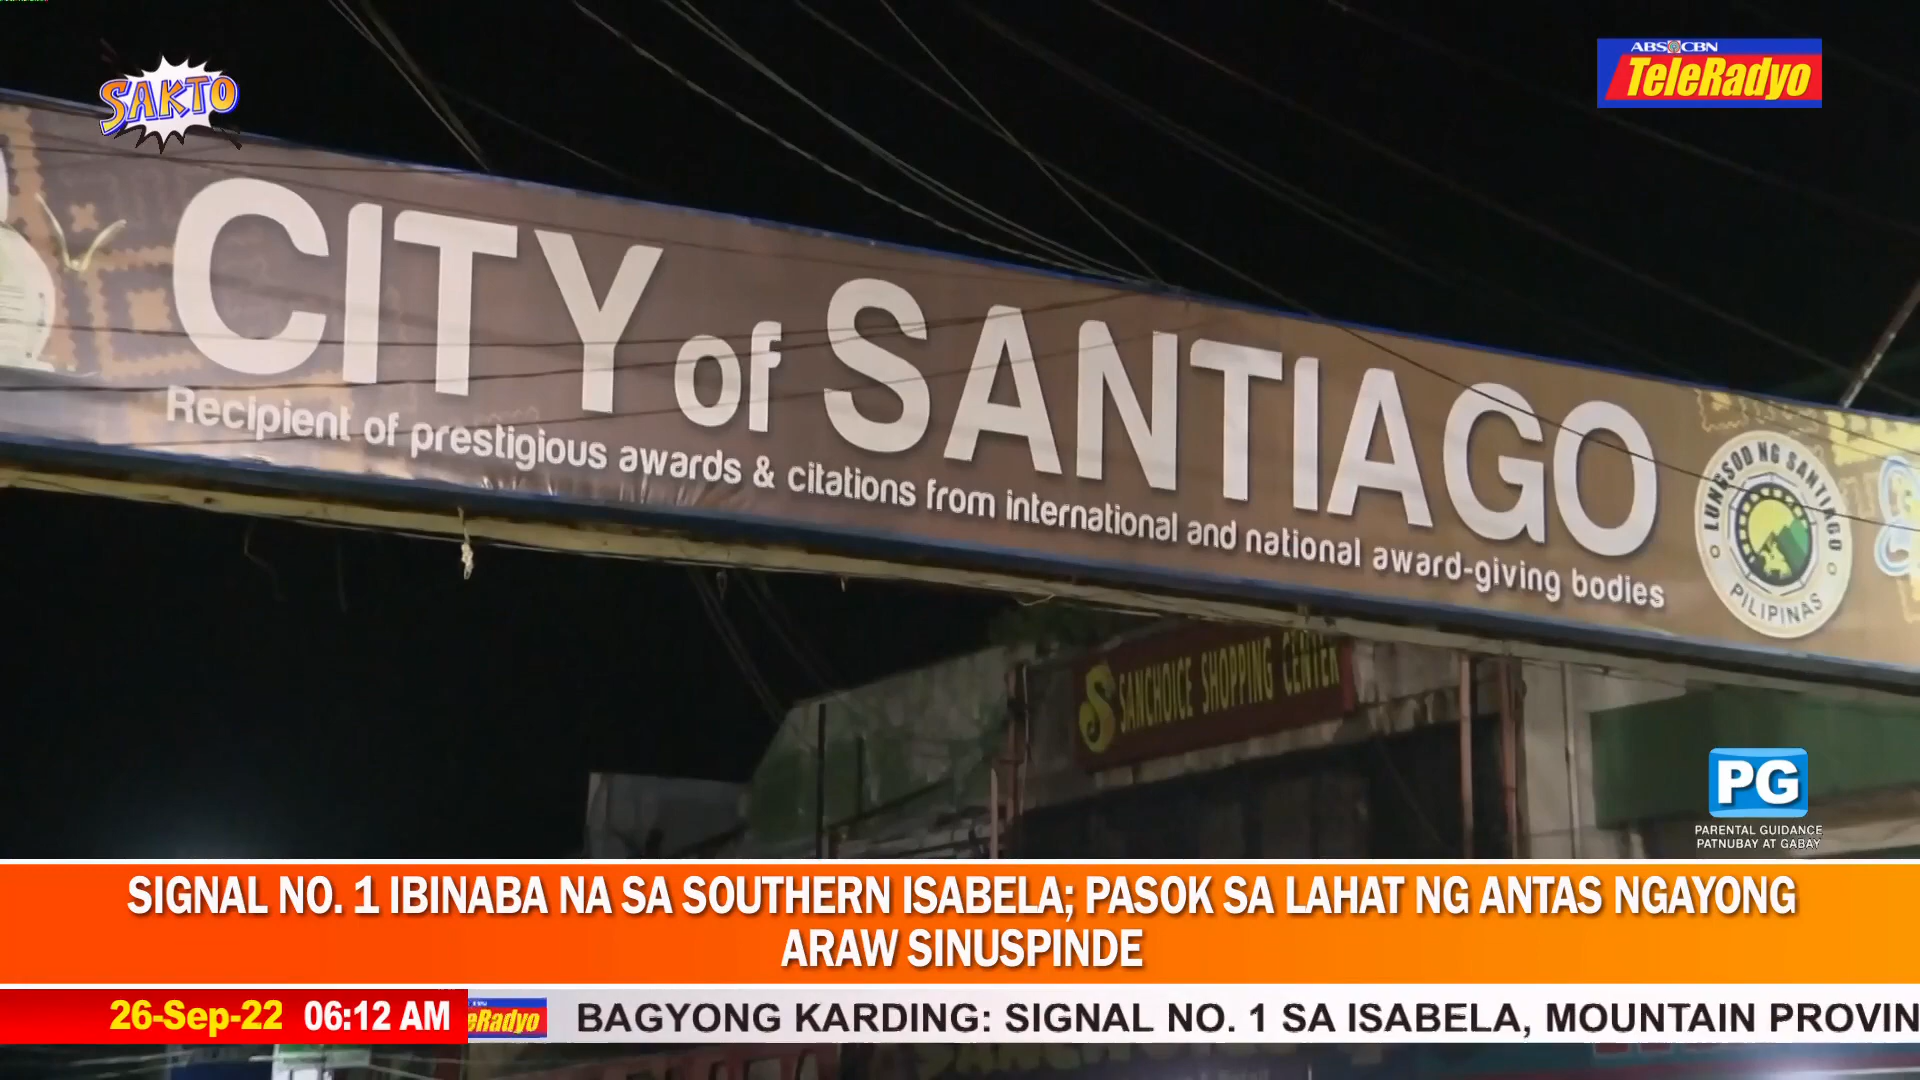 SAKTO
ABS CBN
TeleRadyo
CITY of SANTIAGO
Recipient of prestigious awards & citations from international and national award-giving bodies
LUNGSOD NG SANTIAGO
PILIPINAS
S SANCHOICE SHOPPING CENTER
PG
PARENTAL GUIDANCE
PATNUBAY AT GABAY
SIGNAL NO. 1 IBINABA NA SA SOUTHERN ISABELA; PASOK SA LAHAT NG ANTAS NGAYONG
ARAW SINUSPINDE
26-Sep-22 06:12 AM eRadyo BAGYONG KARDING: SIGNAL NO. 1 SA ISABELA, MOUNTAIN PROVIN